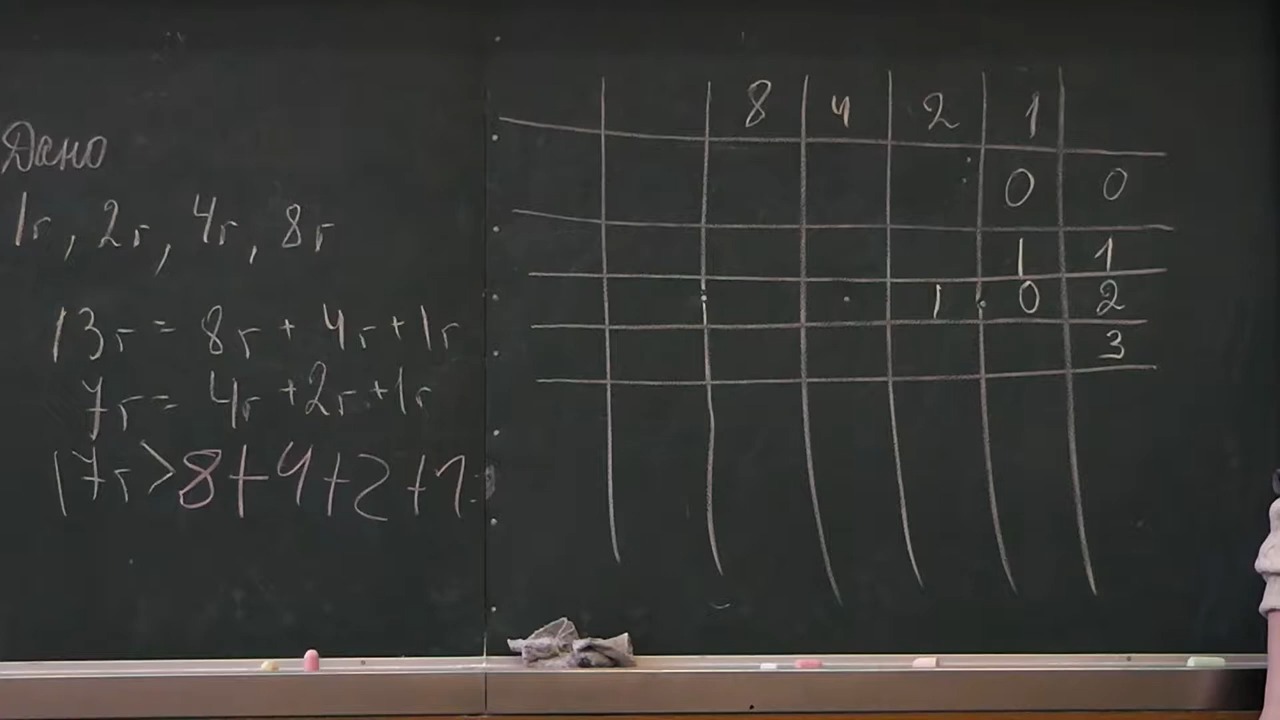 Дано
1г, 2г, 4г, 8г
13г = 8г + 4г + 1г
7г = 4г + 2г + 1г
17г > 8 + 4 + 2 + 1
8 4 2 1
0 0
1 1
1 0 2
3